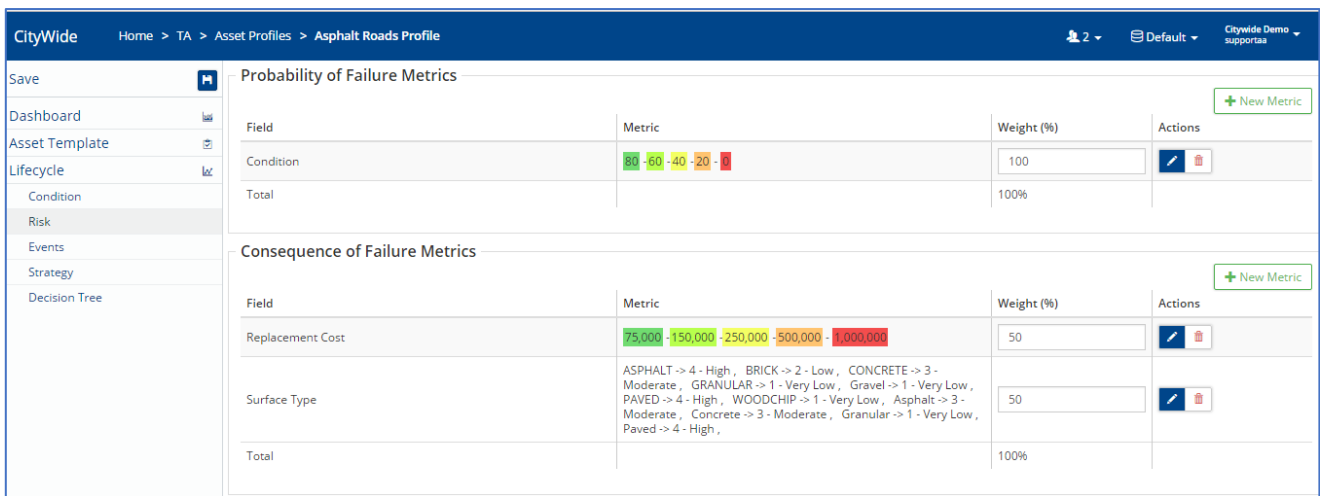 CityWide Home > TA > Asset Profiles > Asphalt Roads Profile 2 Default Citywide Demo
supportaa
Save
Dashboard
Asset Template
Lifecycle
Condition
Risk
Events
Strategy
Decision Tree
Probability of Failure Metrics
+ New Metric
Field Metric Weight (%) Actions
Condition 80 - 60 - 40 - 20 - 0 100
Total 100%
Consequence of Failure Metrics
+ New Metric
Field Metric Weight (%) Actions
Replacement Cost 75,000 - 150,000 - 250,000 - 500,000 - 1,000,000 50
ASPHALT -> 4 - High , BRICK -> 2 - Low , CONCRETE -> 3 -
Moderate , GRANULAR -> 1 - Very Low , Gravel -> 1 - Very Low ,
Surface Type PAVED -> 4 - High , WOODCHIP -> 1 - Very Low , Asphalt -> 3 - 50
Moderate , Concrete -> 3 - Moderate , Granular -> 1 - Very Low ,
Paved -> 4 - High ,
Total 100%